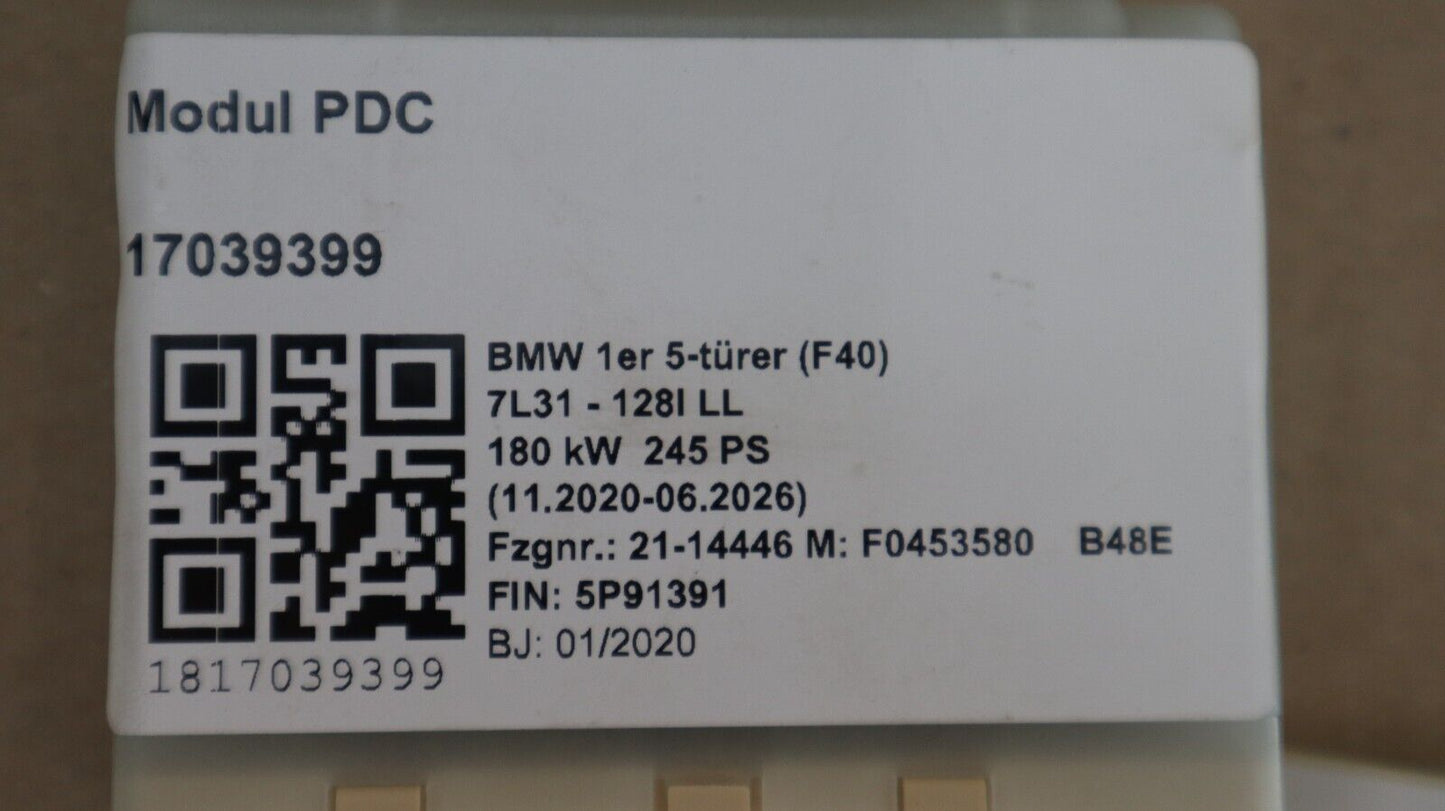 Modul PDC
17039399
BMW 1er 5-türer (F40)
7L31 - 128I LL
180 kW 245 PS
(11.2020-06.2026)
Fzgnr.: 21-14446 M: F0453580 B48E
FIN: 5P91391
BJ: 01/2020
1817039399